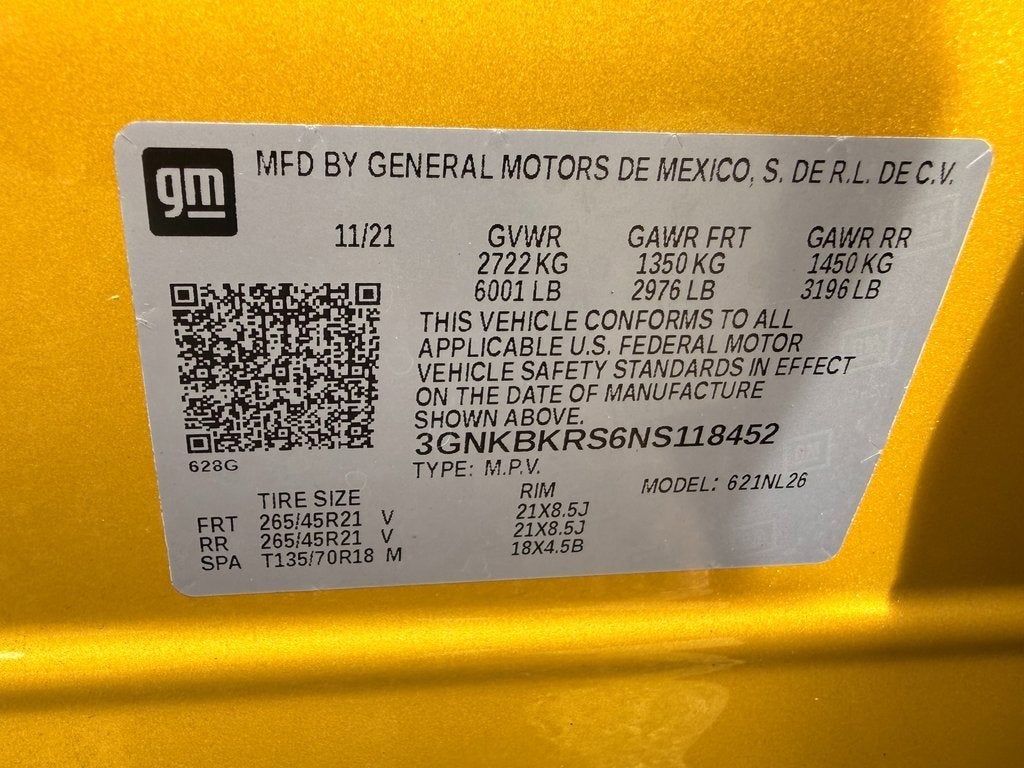 gm MFD BY GENERAL MOTORS DE MEXICO, S. DE R.L. DE C.V.
11/21 GVWR GAWR FRT GAWR RR
2722 KG 1350 KG 1450 KG
6001 LB 2976 LB 3196 LB
THIS VEHICLE CONFORMS TO ALL
APPLICABLE U.S. FEDERAL MOTOR
VEHICLE SAFETY STANDARDS IN EFFECT
ON THE DATE OF MANUFACTURE
SHOWN ABOVE.
3GNKBKRS6NS118452
628G
TYPE: M.P.V. MODEL: 621NL26
TIRE SIZE RIM
FRT 265/45R21 V 21X8.5J
RR 265/45R21 V 21X8.5J
SPA T135/70R18 M 18X4.5B